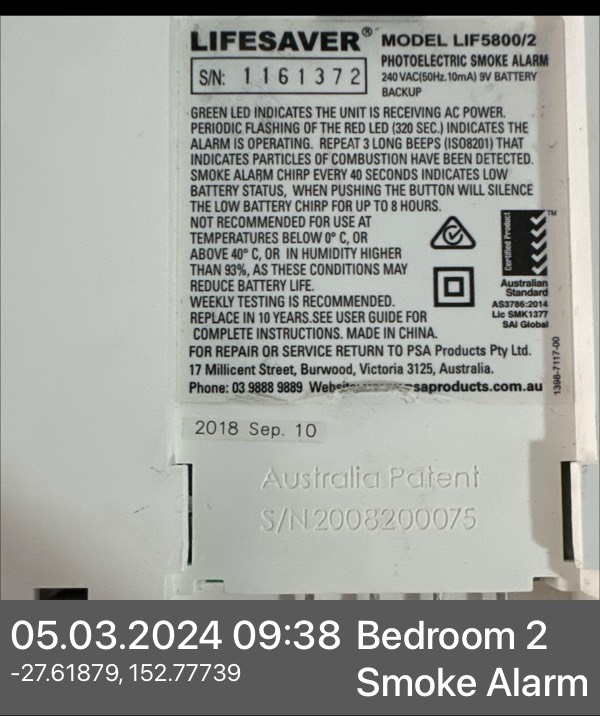 LIFESAVER® MODEL LIF5800/2
PHOTOELECTRIC SMOKE ALARM
S/N: 1161372
240 VAC(50Hz. 10mA) 9V BATTERY
BACKUP
GREEN LED INDICATES THE UNIT IS RECEIVING AC POWER.
PERIODIC FLASHING OF THE RED LED (320 SEC.) INDICATES THE
ALARM IS OPERATING. REPEAT 3 LONG BEEPS (ISO8201) THAT
INDICATES PARTICLES OF COMBUSTION HAVE BEEN DETECTED.
SMOKE ALARM CHIRP EVERY 40 SECONDS INDICATES LOW
BATTERY STATUS, WHEN PUSHING THE BUTTON WILL SILENCE
THE LOW BATTERY CHIRP FOR UP TO 8 HOURS.
NOT RECOMMENDED FOR USE AT
TEMPERATURES BELOW 0° C, OR
ABOVE 40° C, OR IN HUMIDITY HIGHER
THAN 93%, AS THESE CONDITIONS MAY
REDUCE BATTERY LIFE.
WEEKLY TESTING IS RECOMMENDED.
REPLACE IN 10 YEARS.SEE USER GUIDE FOR
COMPLETE INSTRUCTIONS. MADE IN CHINA.
Certified Product
TM
Australian
Standard
AS3786:2014
Lic SMK1377
SAI Global
FOR REPAIR OR SERVICE RETURN TO PSA Products Pty Ltd.
17 Millicent Street, Burwood, Victoria 3125, Australia.
Phone: 03 9888 9889 saproducts.com.au
1398-7117-00
2018 Sep. 10
Australia Patent
S/N2008200075
05.03.2024 09:38 Bedroom 2
-27.61879, 152.77739 Smoke Alarm